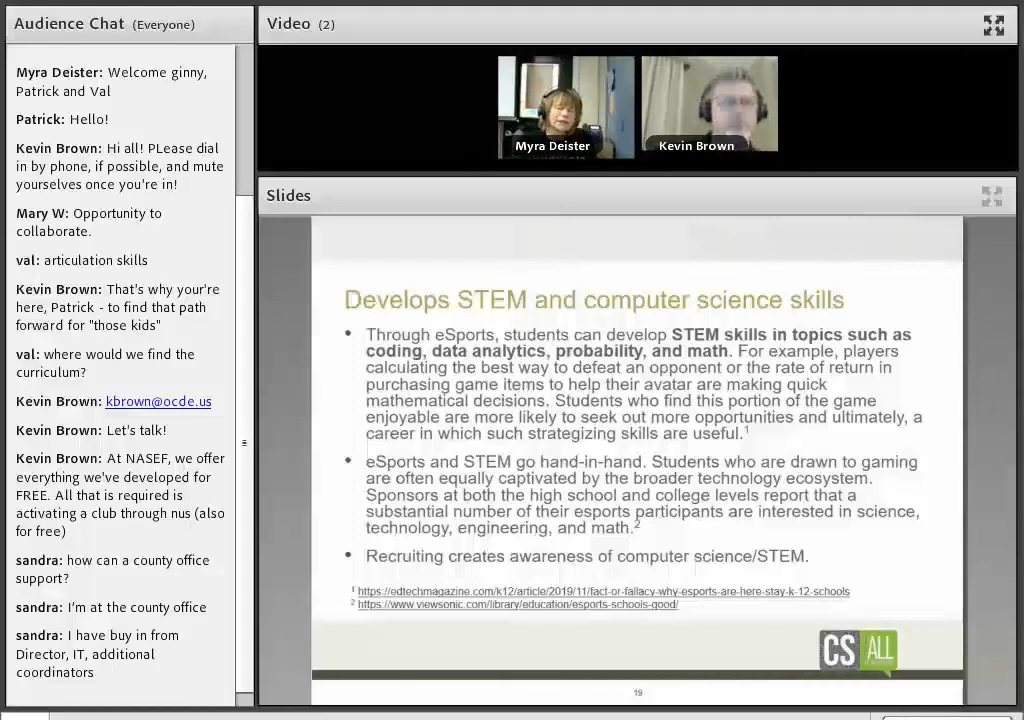 Audience Chat (Everyone)
Myra Deister: Welcome ginny,
Patrick and Val
Patrick: Hello!
Kevin Brown: Hi all! PLease dial
in by phone, if possible, and mute
yourselves once you're in!
Mary W: Opportunity to
collaborate.
val: articulation skills
Kevin Brown: That's why your're
here, Patrick - to find that path
forward for "those kids"
val: where would we find the
curriculum?
Kevin Brown: kbrown@ocde.us
Kevin Brown: Let's talk!
Kevin Brown: At NASEF, we offer
everything we've developed for
FREE. All that is required is
activating a club through nus (also
for free)
sandra: how can a county office
support?
sandra: I'm at the county office
sandra: I have buy in from
Director, IT, additional
coordinators
Video (2)
Myra Deister
Kevin Brown
Slides
Develops STEM and computer science skills
• Through eSports, students can develop STEM skills in topics such as
coding, data analytics, probability, and math. For example, players
calculating the best way to defeat an opponent or the rate of return in
purchasing game items to help their avatar are making quick
mathematical decisions. Students who find this portion of the game
enjoyable are more likely to seek out more opportunities and ultimately, a
career in which such strategizing skills are useful.1
• eSports and STEM go hand-in-hand. Students who are drawn to gaming
are often equally captivated by the broader technology ecosystem.
Sponsors at both the high school and college levels report that a
substantial number of their esports participants are interested in science,
technology, engineering, and math.2
• Recruiting creates awareness of computer science/STEM.
1 https://edtechmagazine.com/k12/article/2019/11/fact-or-fallacy-why-esports-are-here-stay-k-12-schools
2 https://www.viewsonic.com/library/education/esports-schools-good/
CS ALL
19